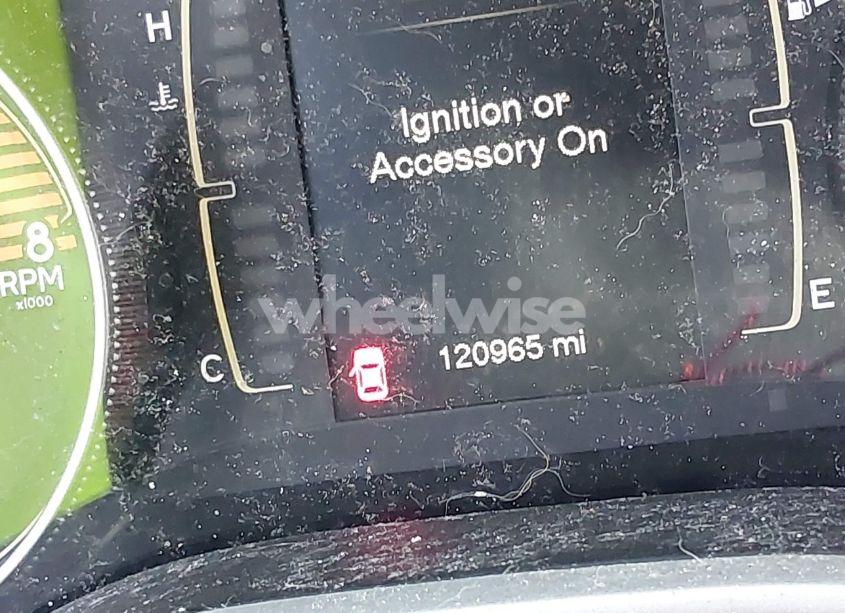 H
Ignition or
Accessory On
8
RPM
x1000
E
wheelwise
120965 mi
C